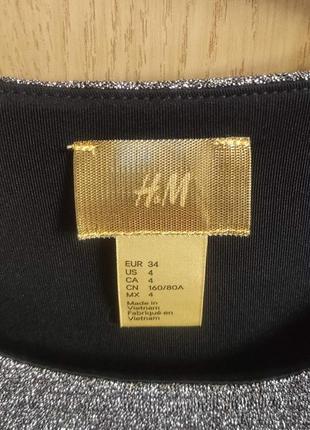 H&M
EUR 34
US 4
CA 4
CN 160/80A
MX 4
Made in
Vietnam
Fabriqué en
Vietnam